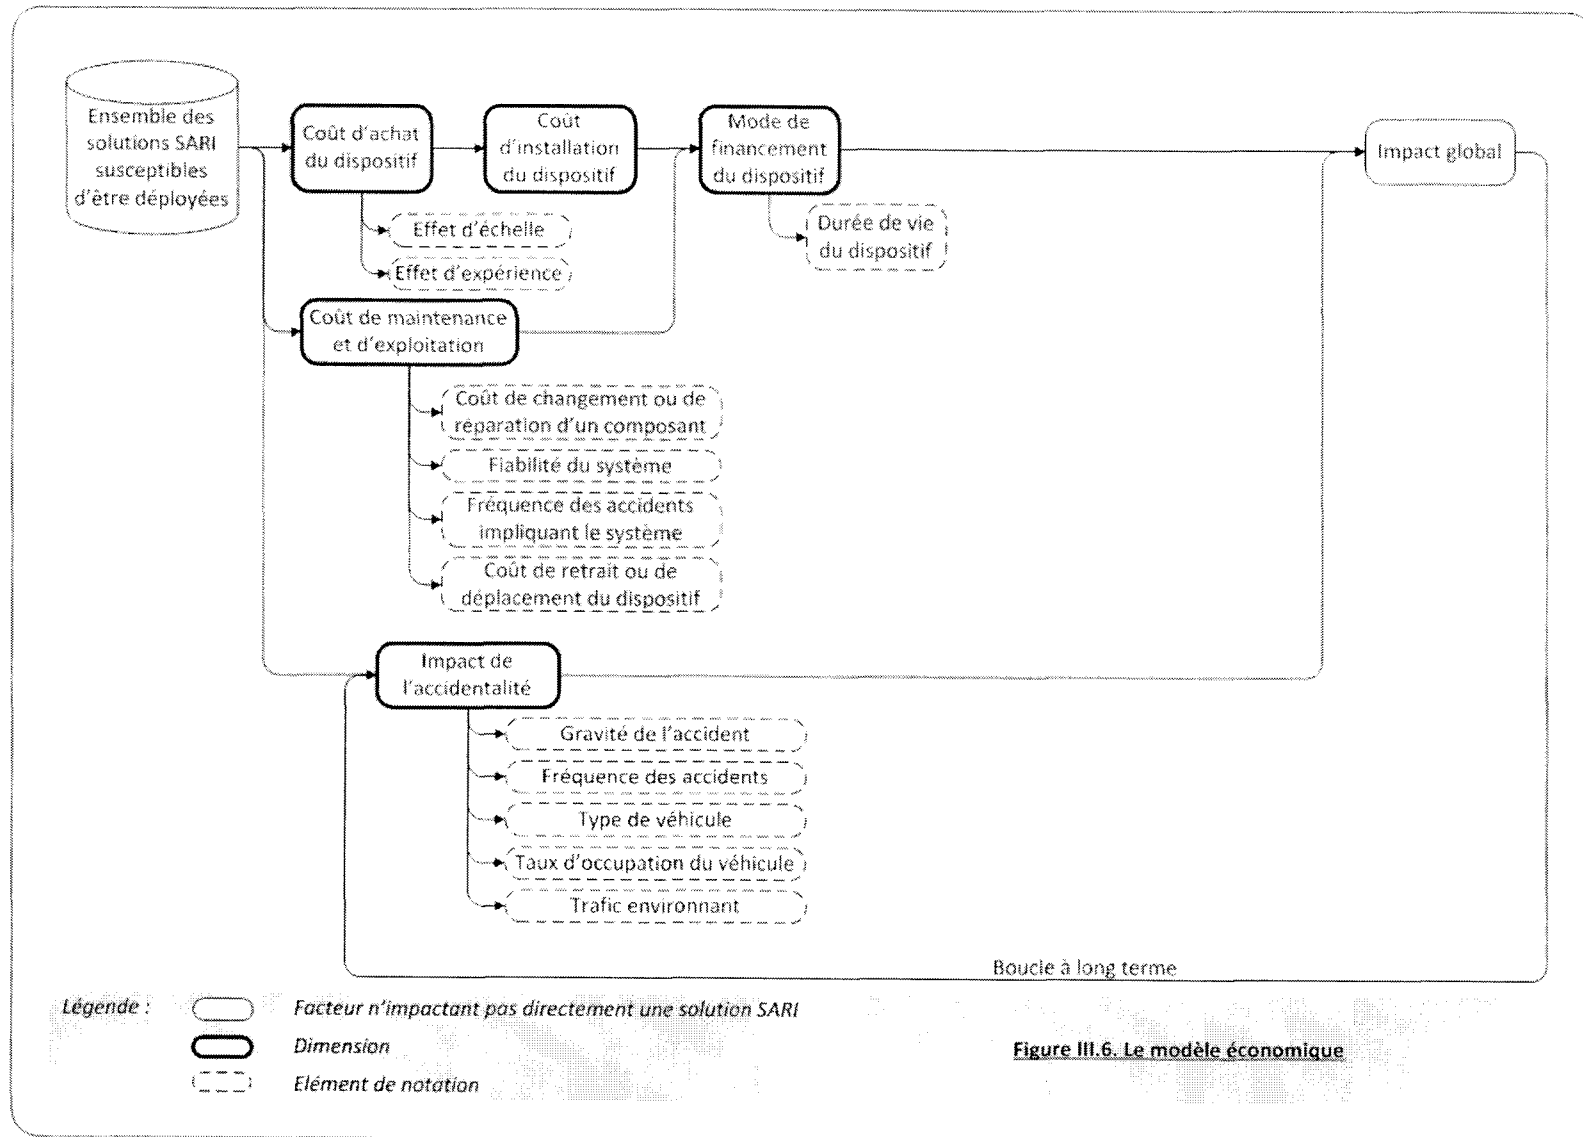 Ensemble des
solutions SARI
susceptibles
d'être déployées
Coût d'achat
du dispositif
Coût
d'installation
du dispositif
Mode de
financement
du dispositif
Impact global
Effet d'échelle
Effet d'expérience
Durée de vie
du dispositif
Coût de maintenance
et d'exploitation
Coût de changement ou de
réparation d'un composant
Fiabilité du système
Fréquence des accidents
impliquant le système
Coût de retrait ou de
déplacement du dispositif
Impact de
l'accidentalité
Gravité de l'accident
Fréquence des accidents
Type de véhicule
Taux d'occupation du véhicule
Trafic environnant
Boucle à long terme
Légende :
Facteur n'impactant pas directement une solution SARI
Dimension
Elément de notation
Figure III.6. Le modèle économique